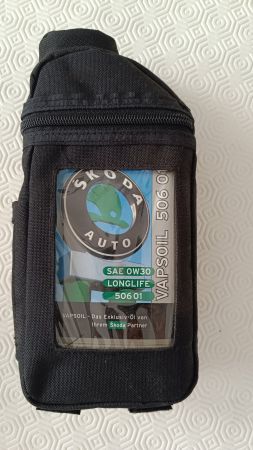 ŠKODA
AUTO
SAE 0W30
LONGLIFE
506 01
VAPSOIL 506 01
VAPSOIL - Das Exklusiv-Öl von
Ihrem Škoda Partner